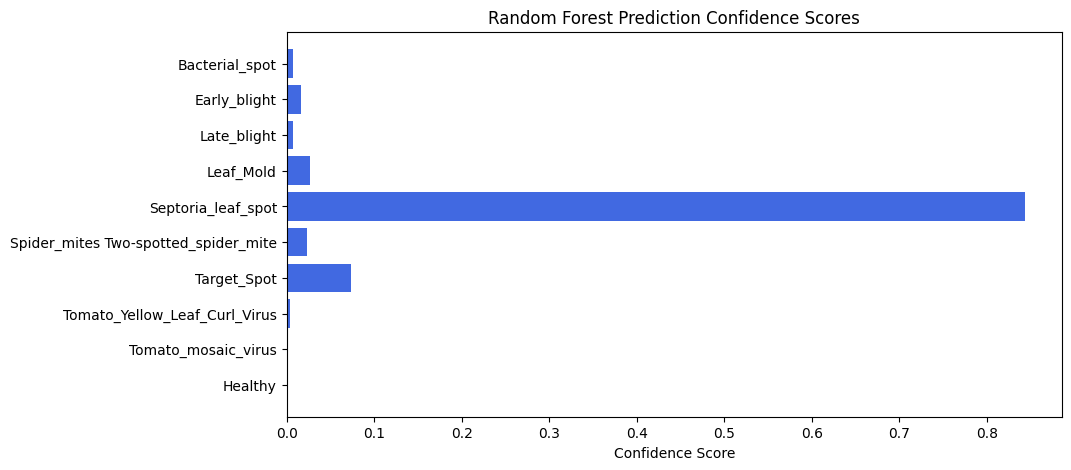 Random Forest Prediction Confidence Scores
Bacterial_spot
Early_blight
Late_blight
Leaf_Mold
Septoria_leaf_spot
Spider_mites Two-spotted_spider_mite
Target_Spot
Tomato_Yellow_Leaf_Curl_Virus
Tomato_mosaic_virus
Healthy
0.0 0.1 0.2 0.3 0.4 0.5 0.6 0.7 0.8
Confidence Score